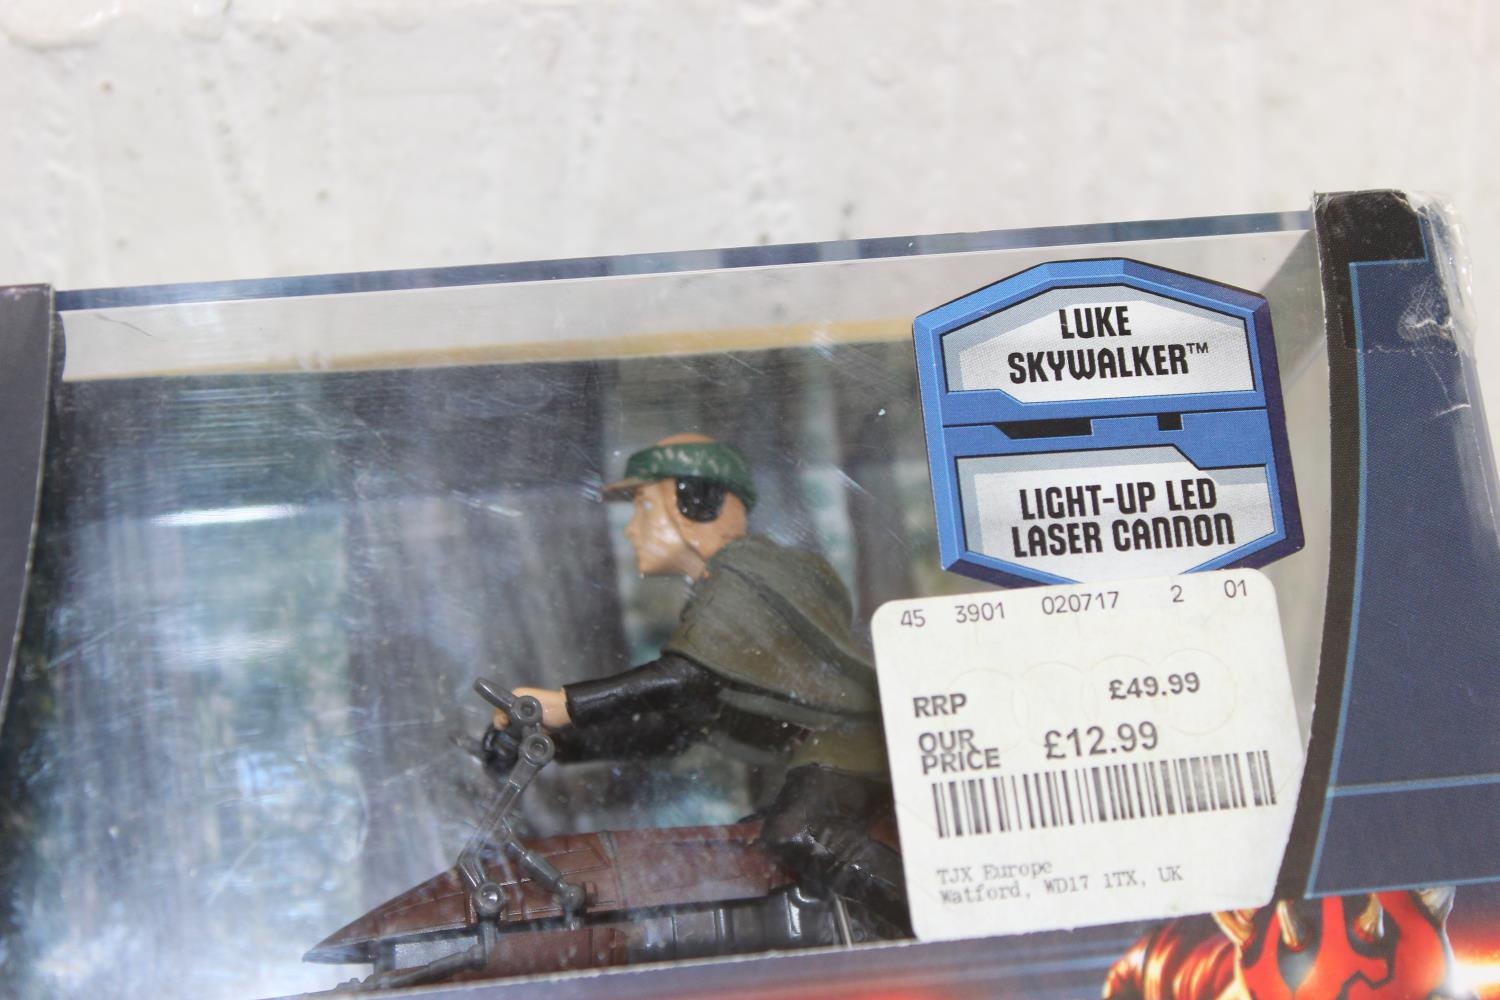 LUKE
SKYWALKER™
LIGHT-UP LED
LASER CANNON
45 3901 020717 2 01
RRP £49.99
OUR PRICE £12.99
TJX Europe
Watford, WD17 1TX, UK